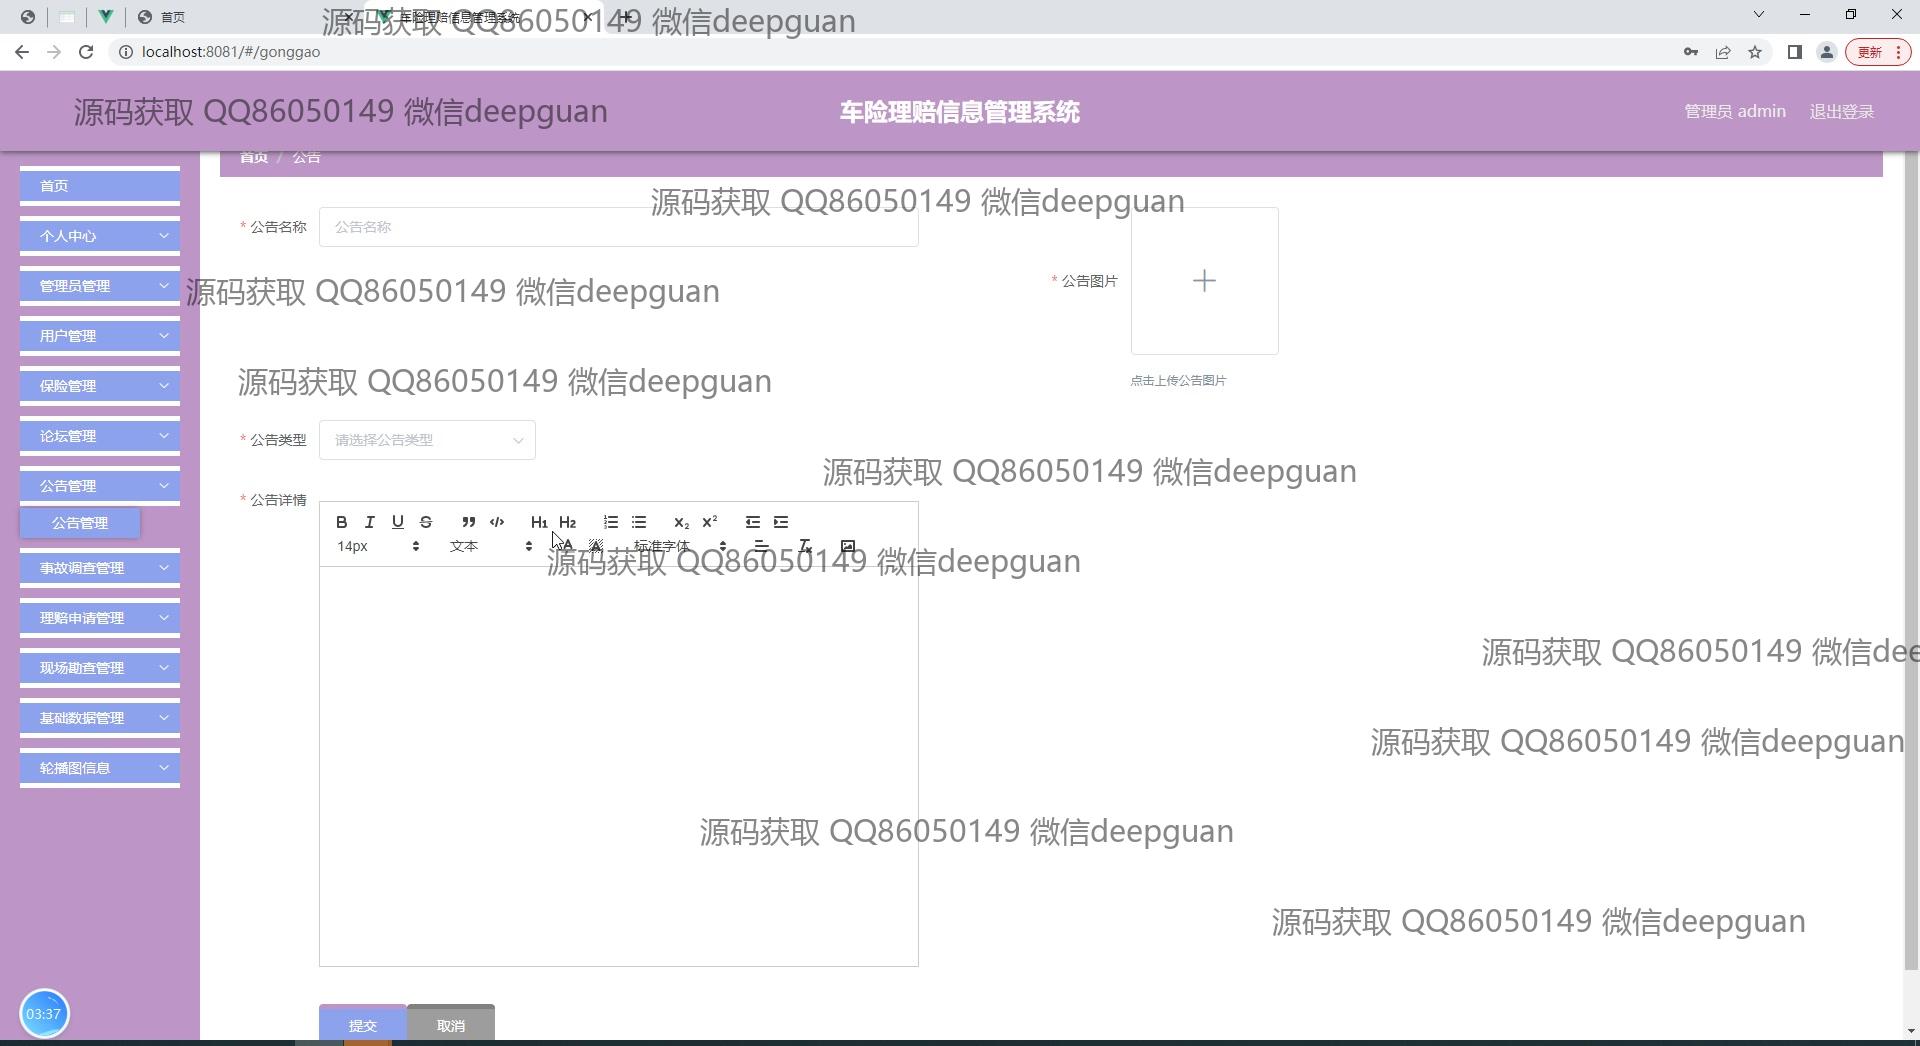 首页
车险理赔信息管理系统
源码获取 QQ86050149 微信deepguan
localhost:8081/#/gonggao
更新
源码获取 QQ86050149 微信deepguan
车险理赔信息管理系统
管理员 admin
退出登录
首页 / 公告
首页
个人中心
管理员管理
用户管理
保险管理
论坛管理
公告管理
公告管理
事故调查管理
理赔申请管理
现场勘查管理
基础数据管理
轮播图信息
源码获取 QQ86050149 微信deepguan
* 公告名称
公告名称
* 公告图片
源码获取 QQ86050149 微信deepguan
点击上传公告图片
源码获取 QQ86050149 微信deepguan
* 公告类型
请选择公告类型
源码获取 QQ86050149 微信deepguan
* 公告详情
B I U S H1 H2 X2 X2
14px 文本 A A 标准字体
源码获取 QQ86050149 微信deepguan
源码获取 QQ86050149 微信dee
源码获取 QQ86050149 微信deepguan
源码获取 QQ86050149 微信deepguan
源码获取 QQ86050149 微信deepguan
提交
取消
03:37